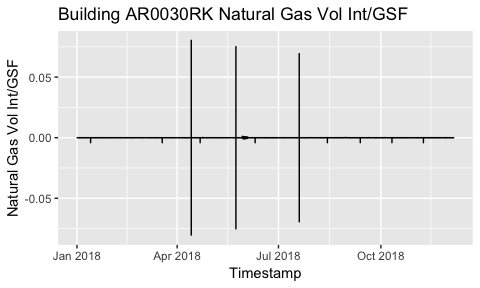 Building AR0030RK Natural Gas Vol Int/GSF
Natural Gas Vol Int/GSF
0.05
0.00
-0.05
Jan 2018
Apr 2018
Jul 2018
Oct 2018
Timestamp